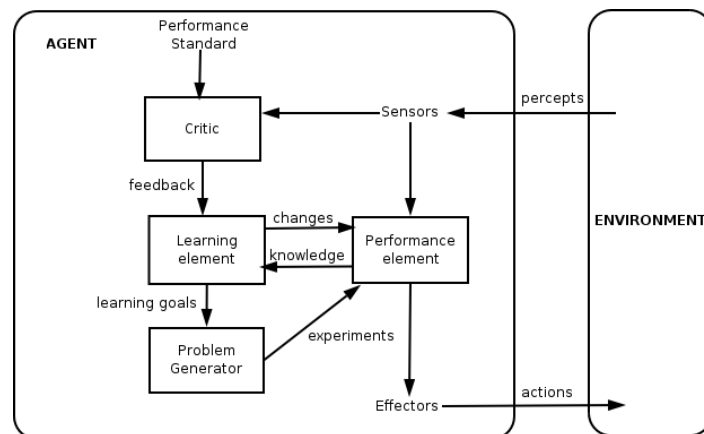 Performance
Standard
AGENT
percepts
Sensors
Critic
feedback
changes
ENVIRONMENT
Learning
element
Performance
element
knowledge
learning goals
experiments
Problem
Generator
Effectors
actions